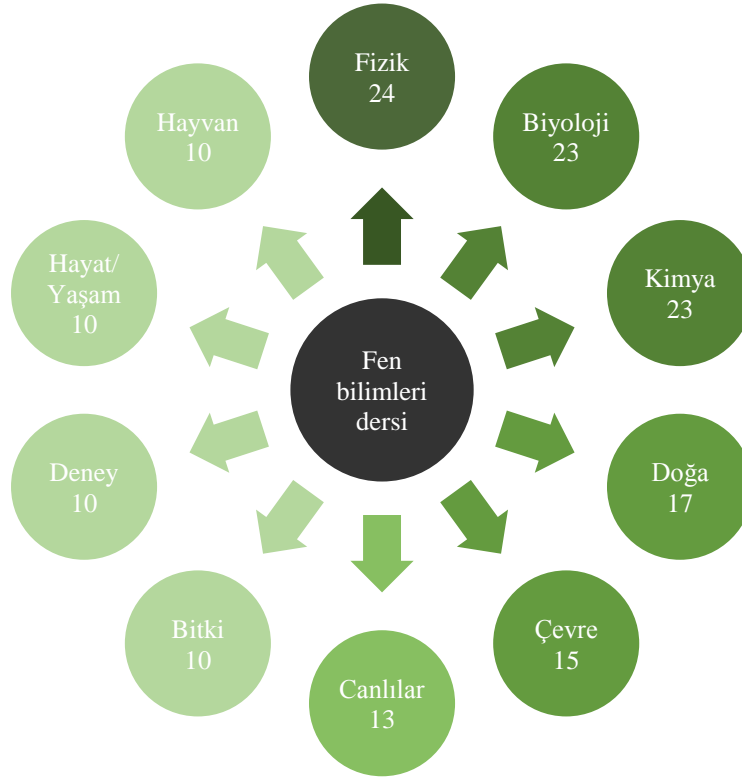 Fizik
24
Biyoloji
23
Kimya
23
Doğa
17
Çevre
15
Canlılar
13
Bitki
10
Deney
10
Hayat/
Yaşam
10
Hayvan
10
Fen
bilimleri
dersi